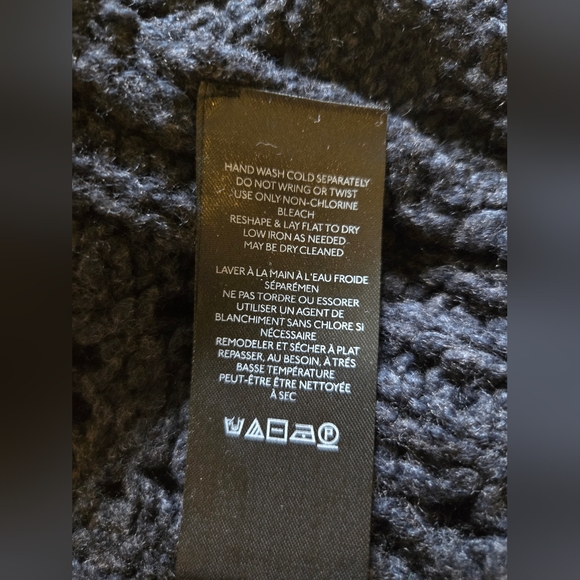 HAND WASH COLD SEPARATELY
DO NOT WRING OR TWIST
USE ONLY NON-CHLORINE
BLEACH
RESHAPE & LAY FLAT TO DRY
LOW IRON AS NEEDED
MAY BE DRY CLEANED
LAVER À LA MAIN À L'EAU FROIDE
SÉPARÉMEN
NE PAS TORDRE OU ESSORER
UTILISER UN AGENT DE
BLANCHIMENT SANS CHLORE SI
NÉCESSAIRE
REMODELER ET SÉCHER À PLAT
REPASSER, AU BESOIN, À TRÉS
BASSE TEMPÉRATURE
PEUT-ÊTRE ÊTRE NETTOYÉE
À SEC
P